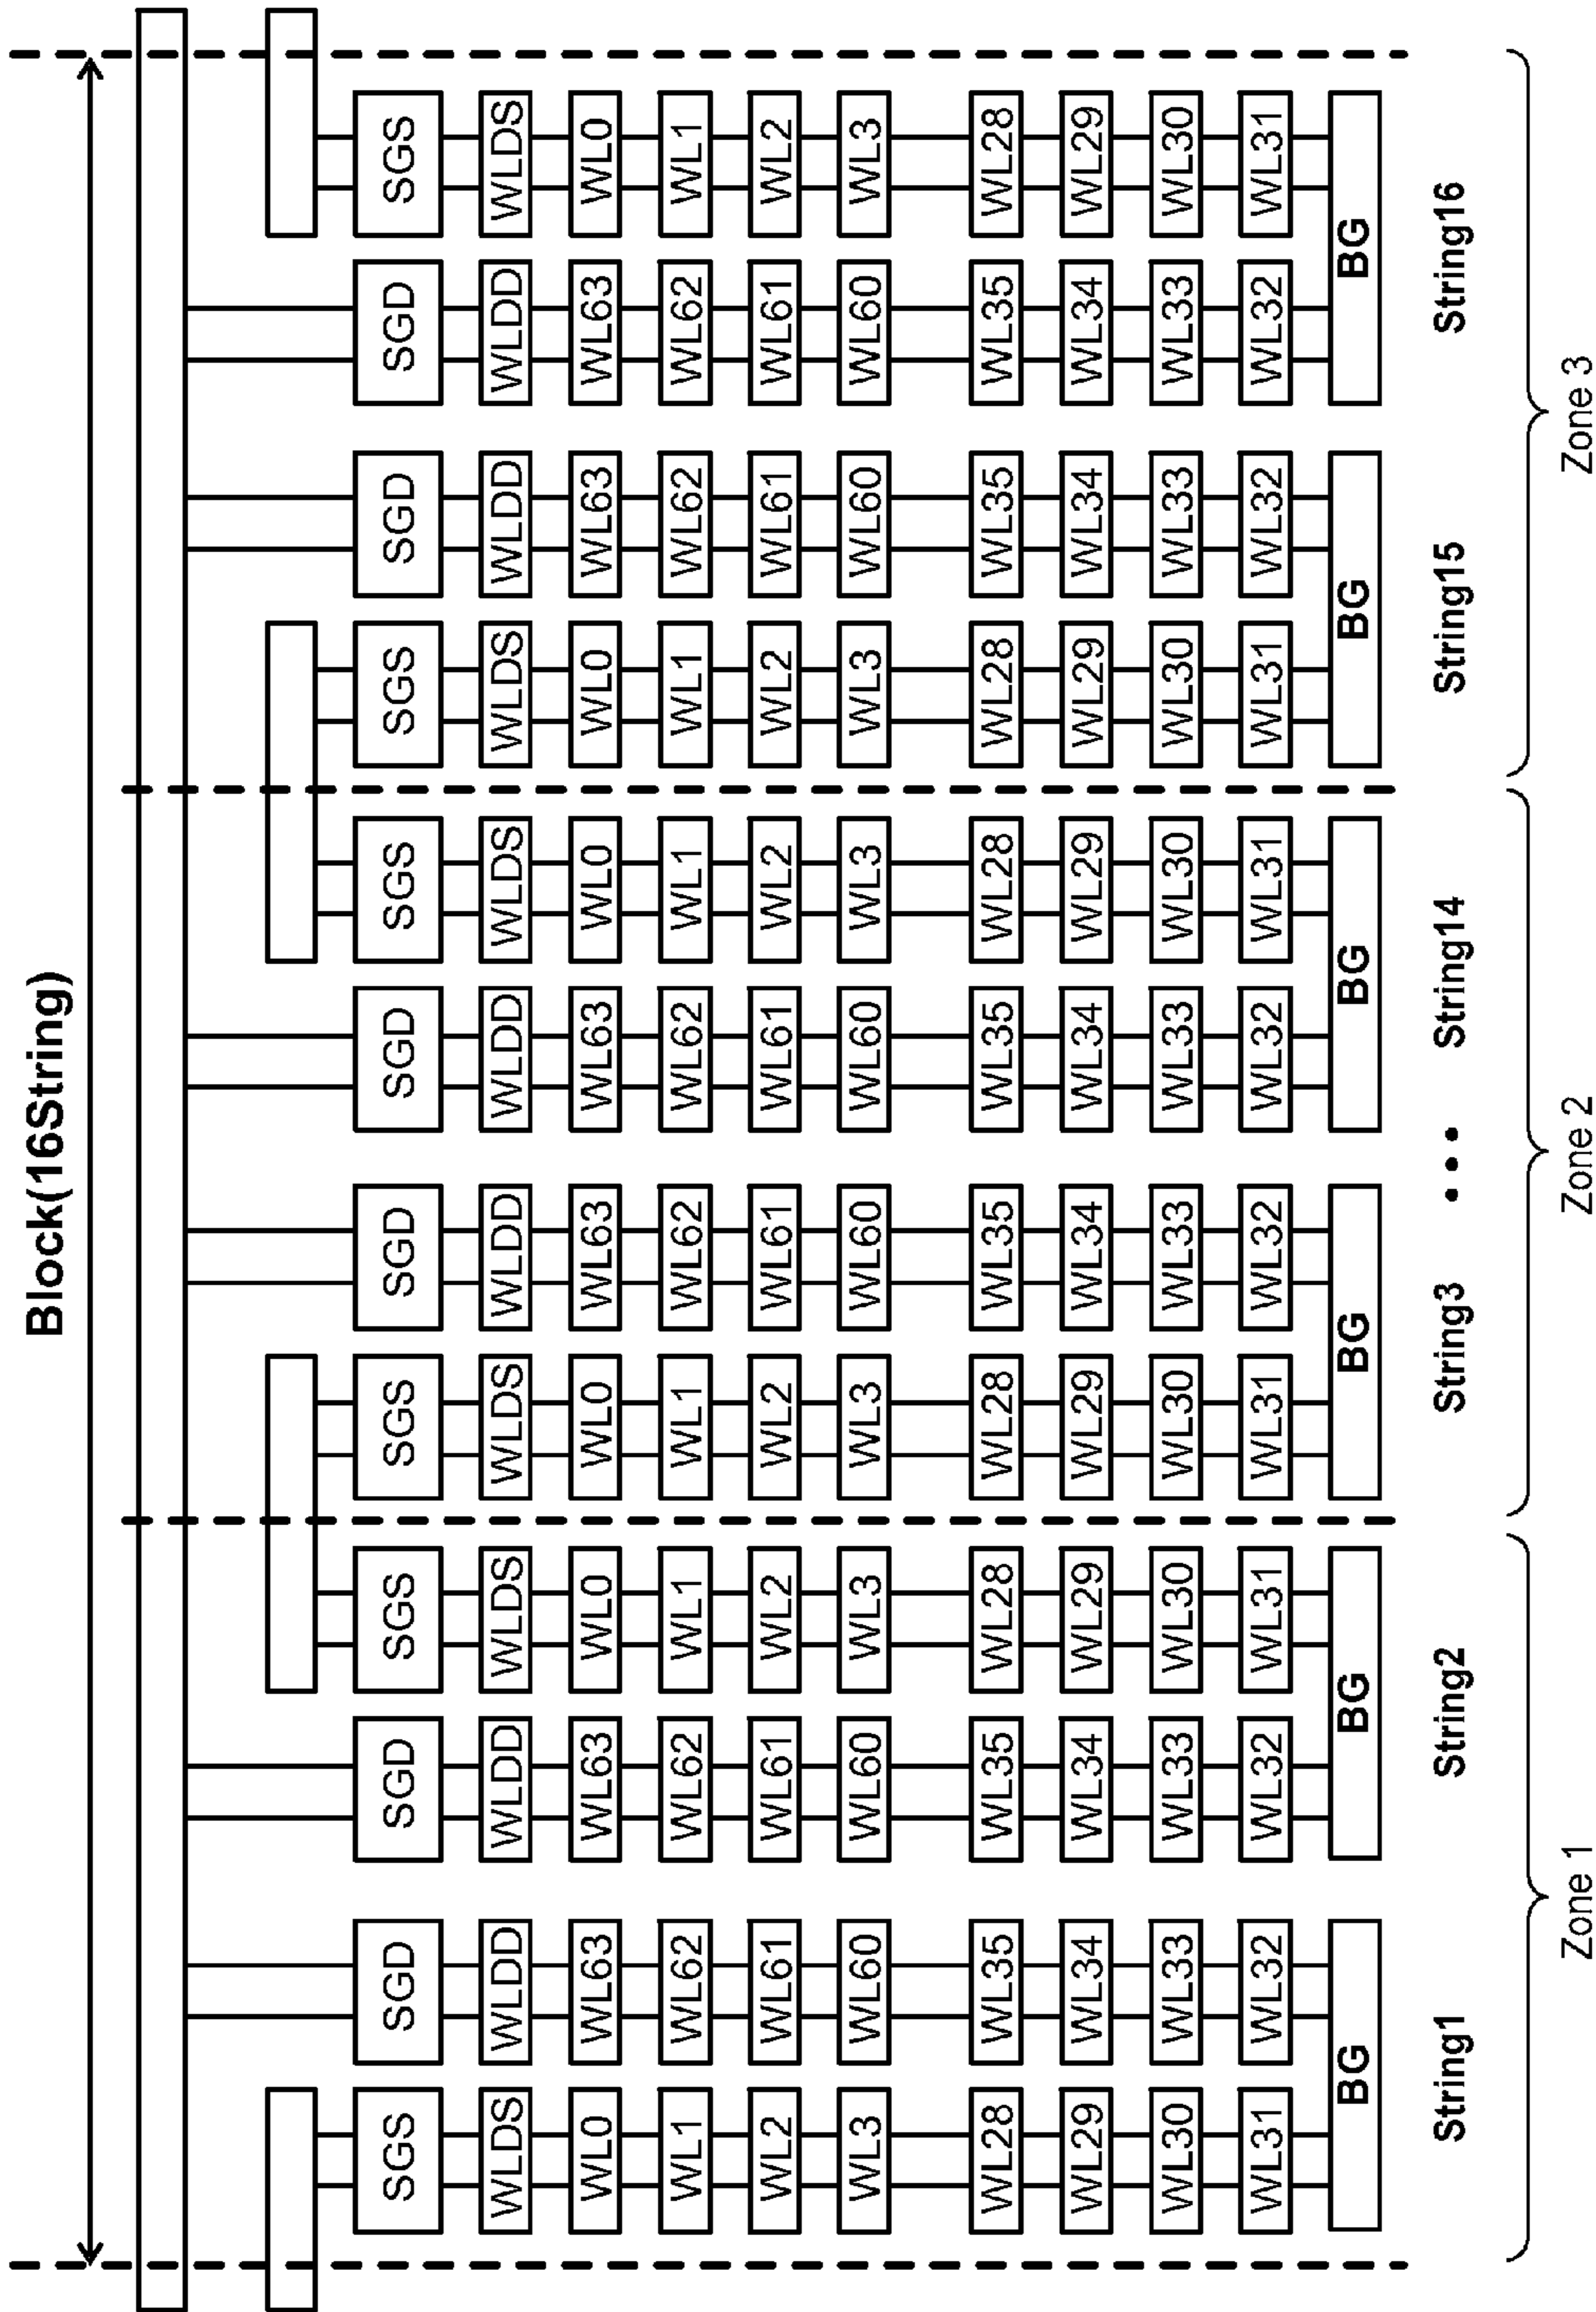 Block(16String)
SGS SGD SGD SGS SGS SGD SGD SGS SGS SGD SGD SGS
WLDS WLDD WLDD WLDS WLDS WLDD WLDD WLDS WLDS WLDD WLDD WLDS
WL0 WL63 WL63 WL0 WL0 WL63 WL63 WL0 WL0 WL63 WL63 WL0
WL1 WL62 WL62 WL1 WL1 WL62 WL62 WL1 WL1 WL62 WL62 WL1
WL2 WL61 WL61 WL2 WL2 WL61 WL61 WL2 WL2 WL61 WL61 WL2
WL3 WL60 WL60 WL3 WL3 WL60 WL60 WL3 WL3 WL60 WL60 WL3
WL28 WL35 WL35 WL28 WL28 WL35 WL35 WL28 WL28 WL35 WL35 WL28
WL29 WL34 WL34 WL29 WL29 WL34 WL34 WL29 WL29 WL34 WL34 WL29
WL30 WL33 WL33 WL30 WL30 WL33 WL33 WL30 WL30 WL33 WL33 WL30
WL31 WL32 WL32 WL31 WL31 WL32 WL32 WL31 WL31 WL32 WL32 WL31
BG BG BG BG BG BG
String1 String2 String3 • • • String14 String15 String16
Zone 1 Zone 2 Zone 3